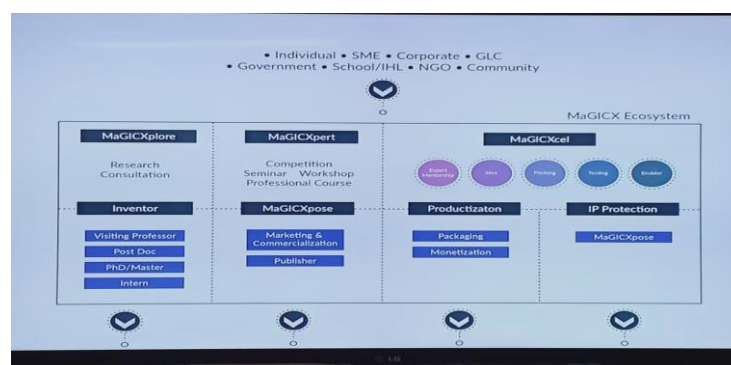 • Individual • SME • Corporate • GLC
• Government • School/IHL • NGO • Community
MaGICX Ecosystem
MaGICXplore
MaGICXpert
MaGICXcel
Research
Consultation
Competition
Seminar Workshop
Professional Course
Expert
Mentorship
Pitching
Testing
Enabler
Inventor
MaGICXpose
Productizaton
IP Protection
Visiting Professor
Post Doc
PhD/Master
Intern
Marketing &
Commercialization
Publisher
Packaging
Monetization
MaGICXpose
LG